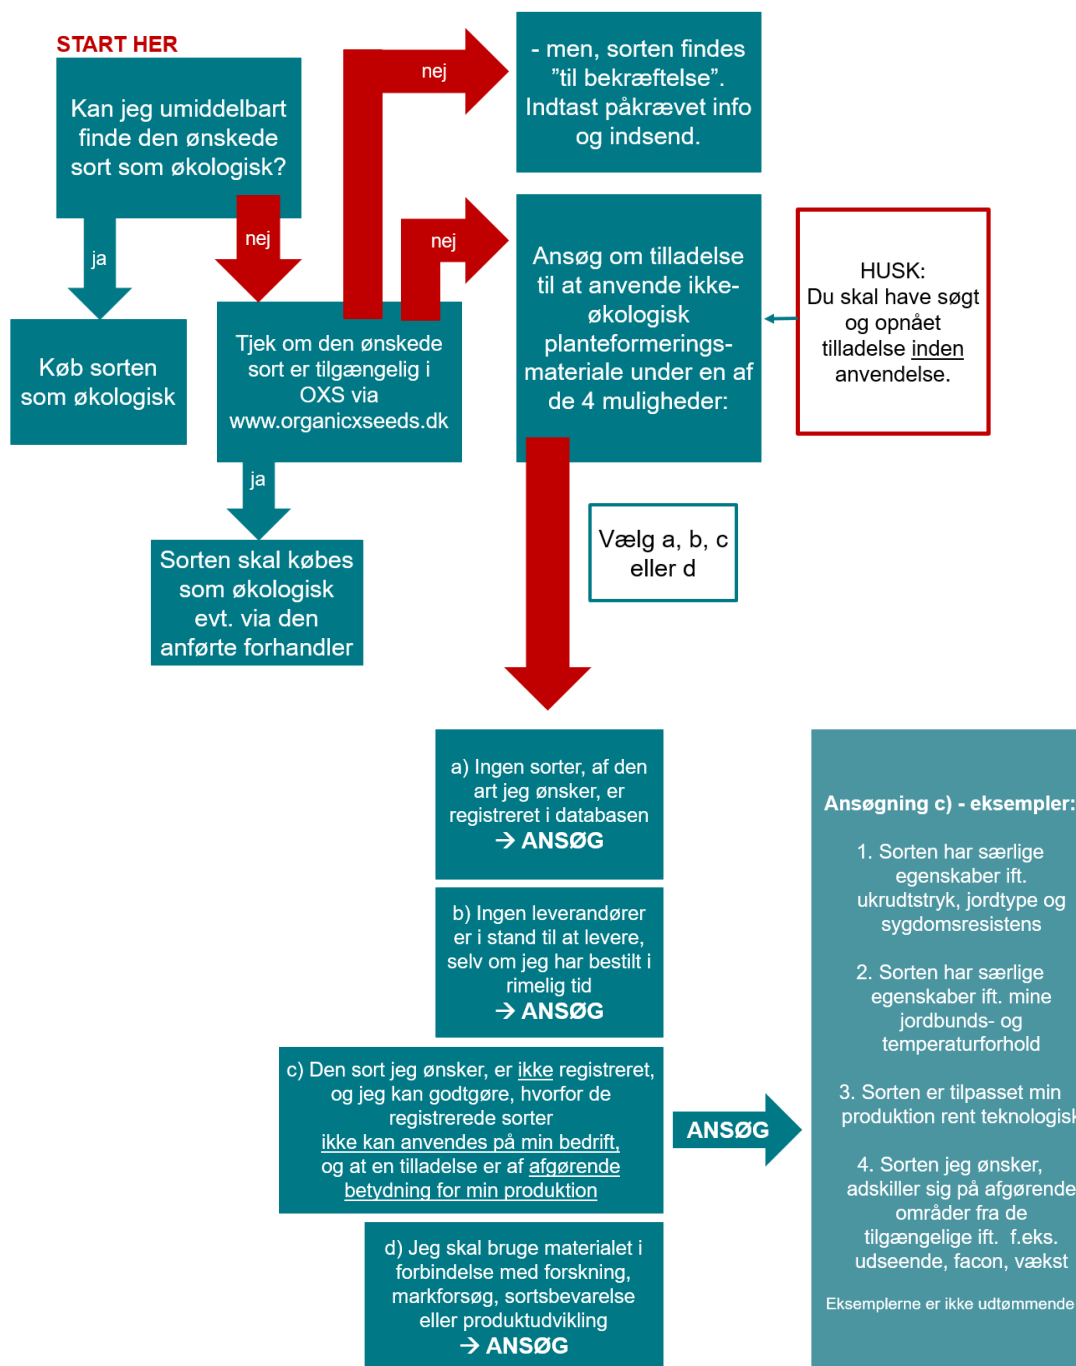 START HER
Kan jeg umiddelbart
finde den ønskede
sort som økologisk?
ja
nej
Køb sorten
som økologisk
Tjek om den ønskede
sort er tilgængelig i
OXS via
www.organicxseeds.dk
ja
Sorten skal købes
som økologisk
evt. via den
anførte forhandler
nej
- men, sorten findes
”til bekræftelse”.
Indtast påkrævet info
og indsend.
nej
Ansøg om tilladelse
til at anvende ikke-
økologisk
planteformerings-
materiale under en af
de 4 muligheder:
HUSK:
Du skal have søgt
og opnået
tilladelse inden
anvendelse.
Vælg a, b, c
eller d
a) Ingen sorter, af den
art jeg ønsker, er
registreret i databasen
→ ANSØG
b) Ingen leverandører
er i stand til at levere,
selv om jeg har bestilt i
rimelig tid
→ ANSØG
c) Den sort jeg ønsker, er ikke registreret,
og jeg kan godtgøre, hvorfor de
registrerede sorter
ikke kan anvendes på min bedrift,
og at en tilladelse er af afgørende
betydning for min produktion
ANSØG
d) Jeg skal bruge materialet i
forbindelse med forskning,
markforsøg, sortsbevarelse
eller produktudvikling
→ ANSØG
Ansøgning c) - eksempler:
1. Sorten har særlige
egenskaber ift.
ukrudtstryk, jordtype og
sygdomsresistens
2. Sorten har særlige
egenskaber ift. mine
jordbunds- og
temperaturforhold
3. Sorten er tilpasset min
produktion rent teknologisk
4. Sorten jeg ønsker,
adskiller sig på afgørende
områder fra de
tilgængelige ift. f.eks.
udseende, facon, vækst
Eksemplerne er ikke udtømmende